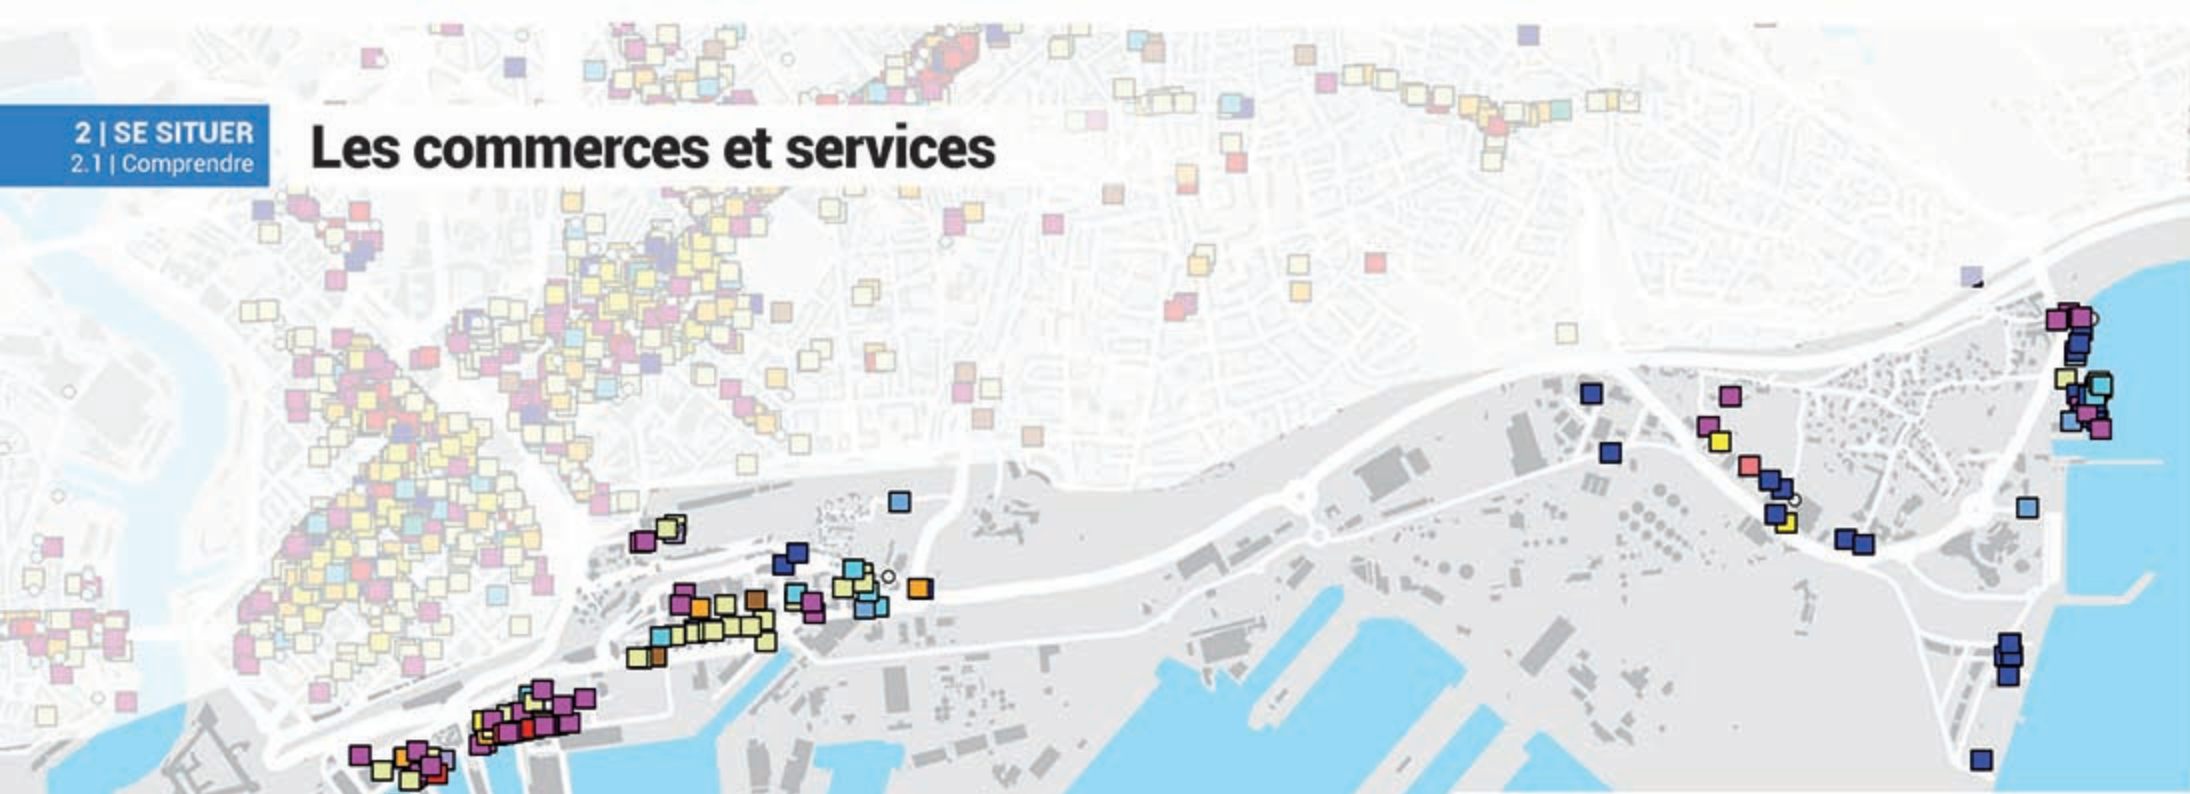 2 | SE SITUER
2.1 | Comprendre
Les commerces et services